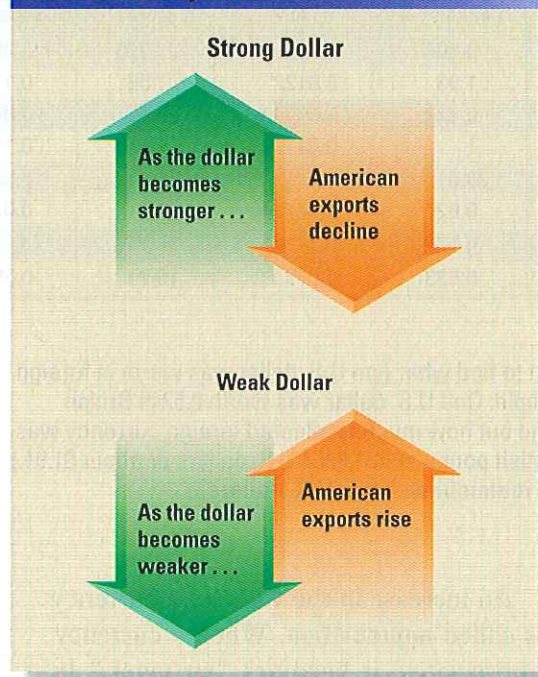 Strong Dollar
As the dollar
becomes
stronger...
American
exports
decline
Weak Dollar
As the dollar
becomes
weaker...
American
exports rise